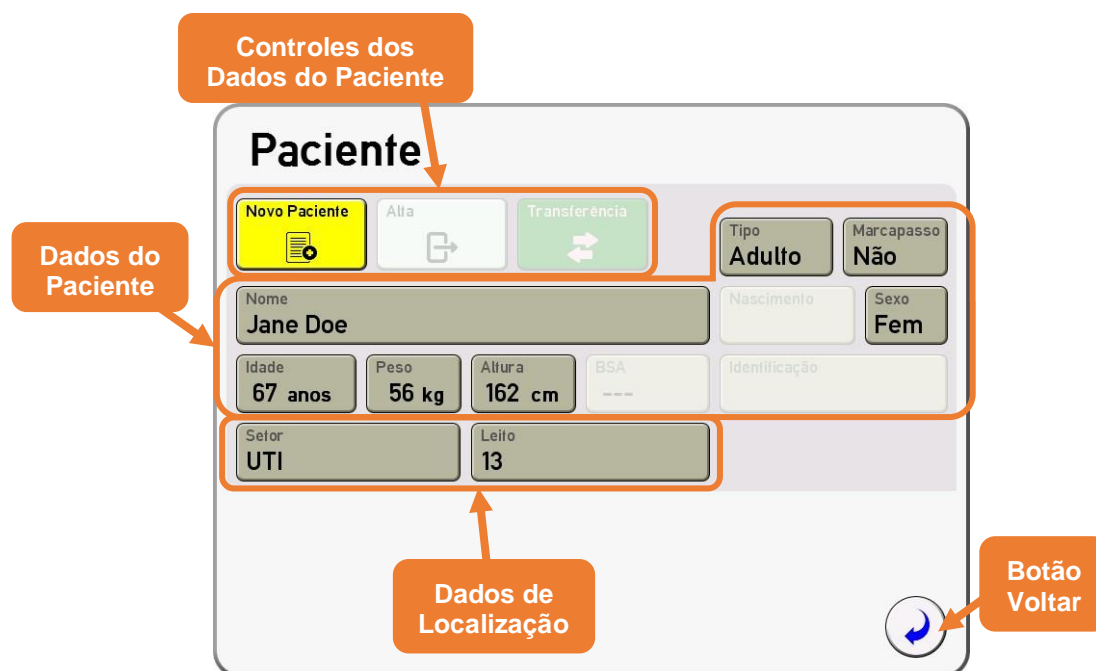 Controles dos
Dados do Paciente
Paciente
Novo Paciente
Alta
Transferência
Tipo
Adulto
Marcapasso
Não
Dados do
Paciente
Nome
Jane Doe
Nascimento
Sexo
Fem
Idade
67 anos
Peso
56 kg
Altura
162 cm
BSA
---
Identificação
Setor
UTI
Leito
13
Dados de
Localização
Botão
Voltar